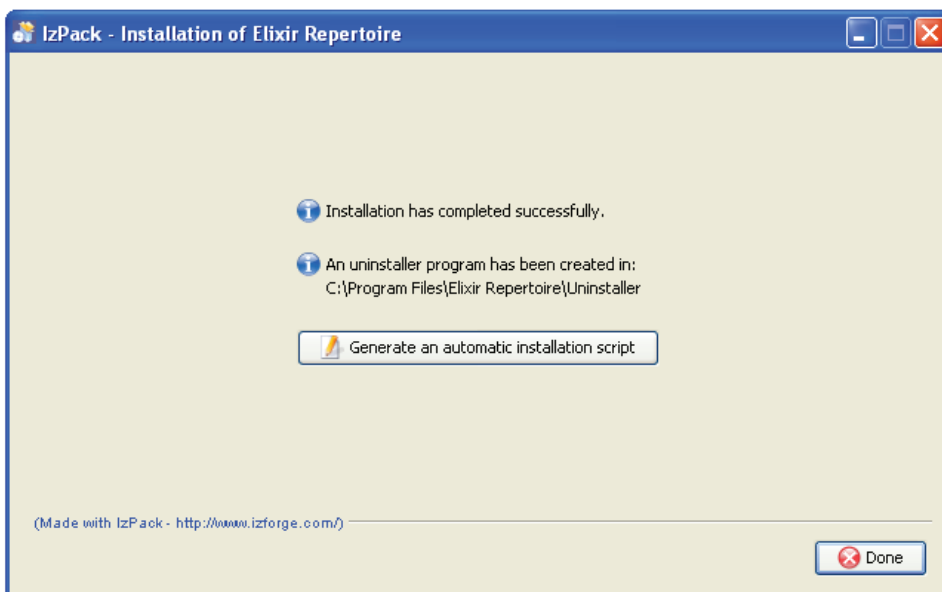 IzPack - Installation of Elixir Repertoire
Installation has completed successfully.
An uninstaller program has been created in:
C:\Program Files\Elixir Repertoire\Uninstaller
Generate an automatic installation script
(Made with IzPack - http://www.izforge.com/)
Done